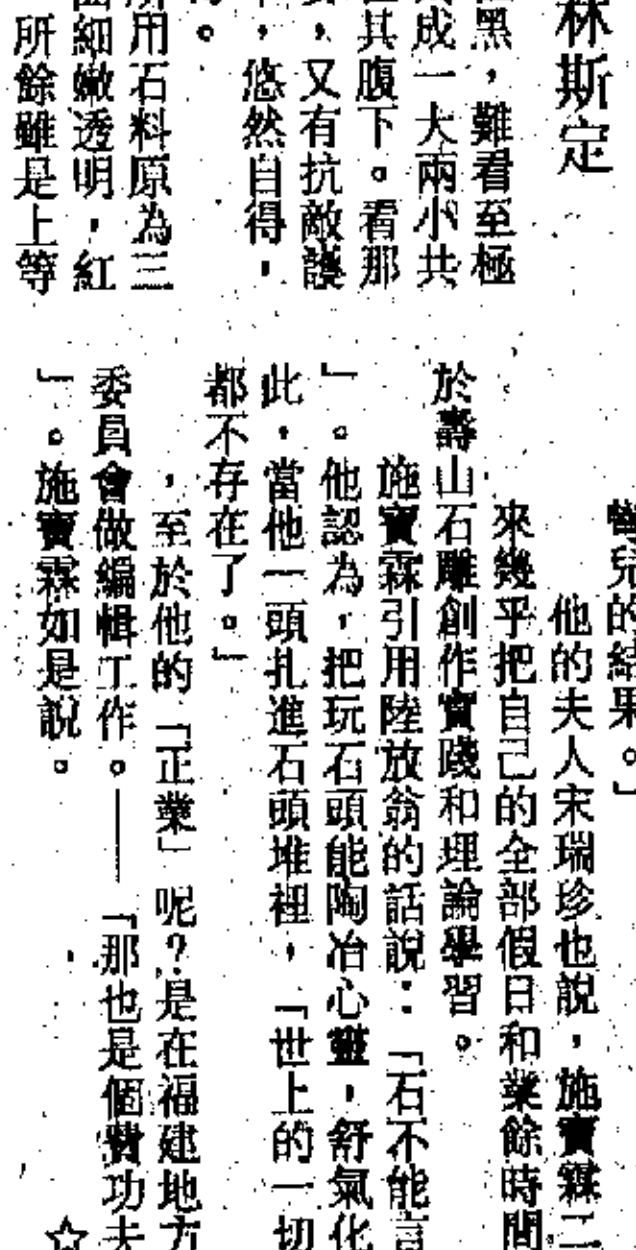 林斯定
黑，難看至極
成一大兩小共
其腹下。看那
，又有抗敵護
，悠然自得，
。
用石料原為三
細嫩透明，紅
所餘雖是上等
兒的結果。」
他的夫人宋瑞珍也說，施寶霖二
來幾乎把自己的全部假日和業餘時間
於壽山石雕創作實踐和理論學習。
施寶霖引用陸放翁的話說：「石不能言
」。他認為，把玩石頭能陶冶心靈，舒氣化
此，當他一頭扎進石頭堆裡，「世上的一切
都不存在了。」
，至於他的「正業」呢？是在福建地方
委員會做編輯工作。——「那也是個費功夫
」。施寶霖如是說。☆